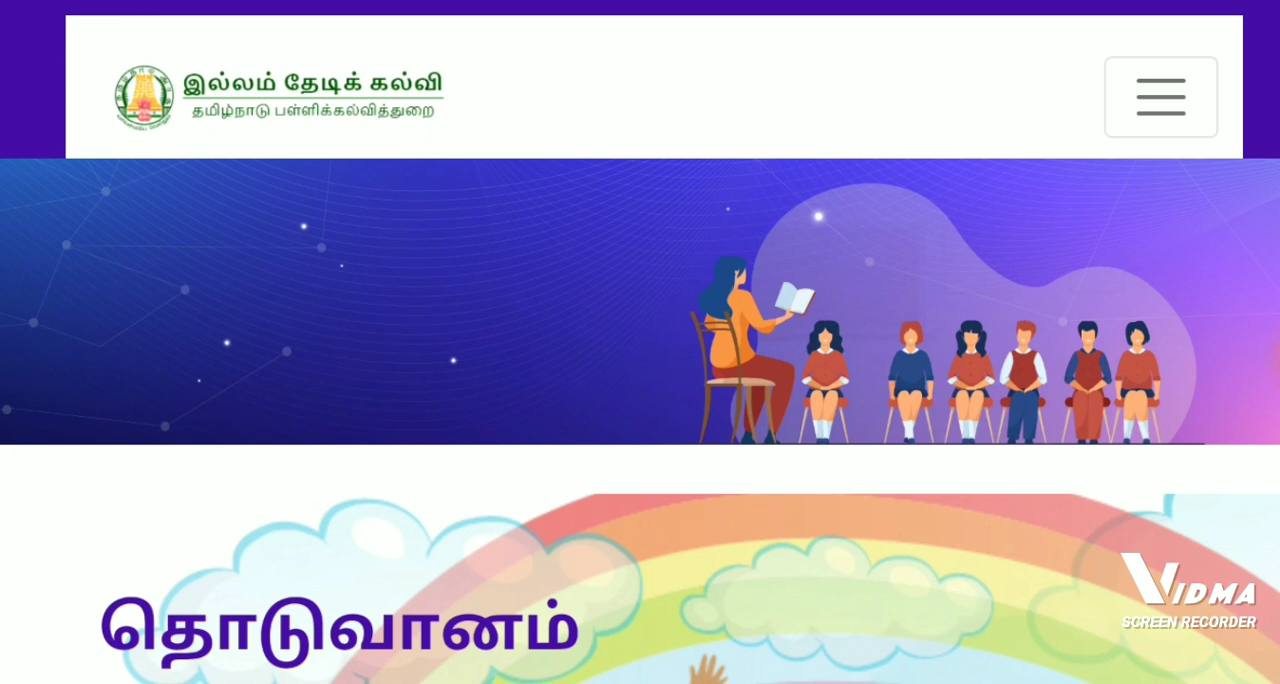 இல்லம் தேடிக் கல்வி
தமிழ்நாடு பள்ளிக்கல்வித்துறை
தொடுவானம்
VIDMA
SCREEN RECORDER